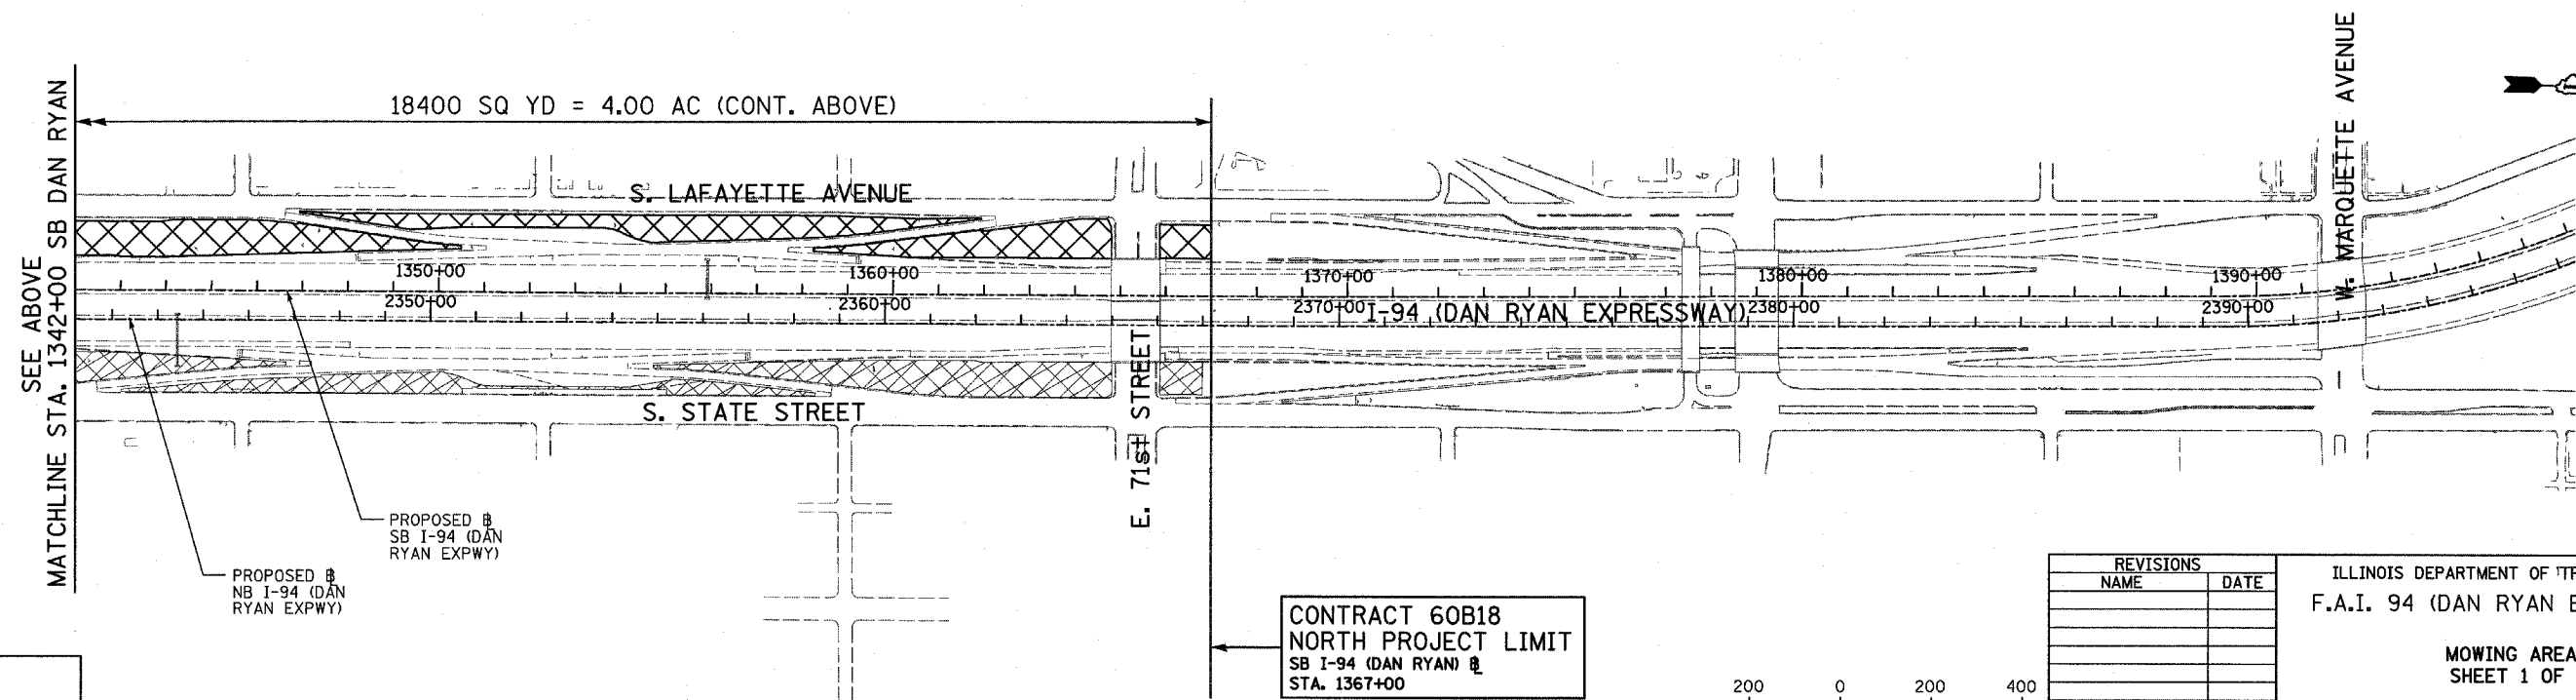 SEE ABOVE
MATCHLINE STA. 1342+00 SB DAN RYAN
18400 SQ YD = 4.00 AC (CONT. ABOVE)
S. LAFAYETTE AVENUE
1350+00
1360+00
1370+00
1380+00
1390+00
2350+00
2360+00
2370+00
I-94 (DAN RYAN EXPRESSWAY)
2380+00
2390+00
W. MARQUETTE AVENUE
S. STATE STREET
E. 71st STREET
PROPOSED ℄
SB I-94 (DAN
RYAN EXPWY)
PROPOSED ℄
NB I-94 (DAN
RYAN EXPWY)
CONTRACT 60B18
NORTH PROJECT LIMIT
SB I-94 (DAN RYAN) ℄
STA. 1367+00
200 0 200 400
REVISIONS
NAME DATE
ILLINOIS DEPARTMENT OF
F.A.I. 94 (DAN RYAN
MOWING AREA
SHEET 1 OF